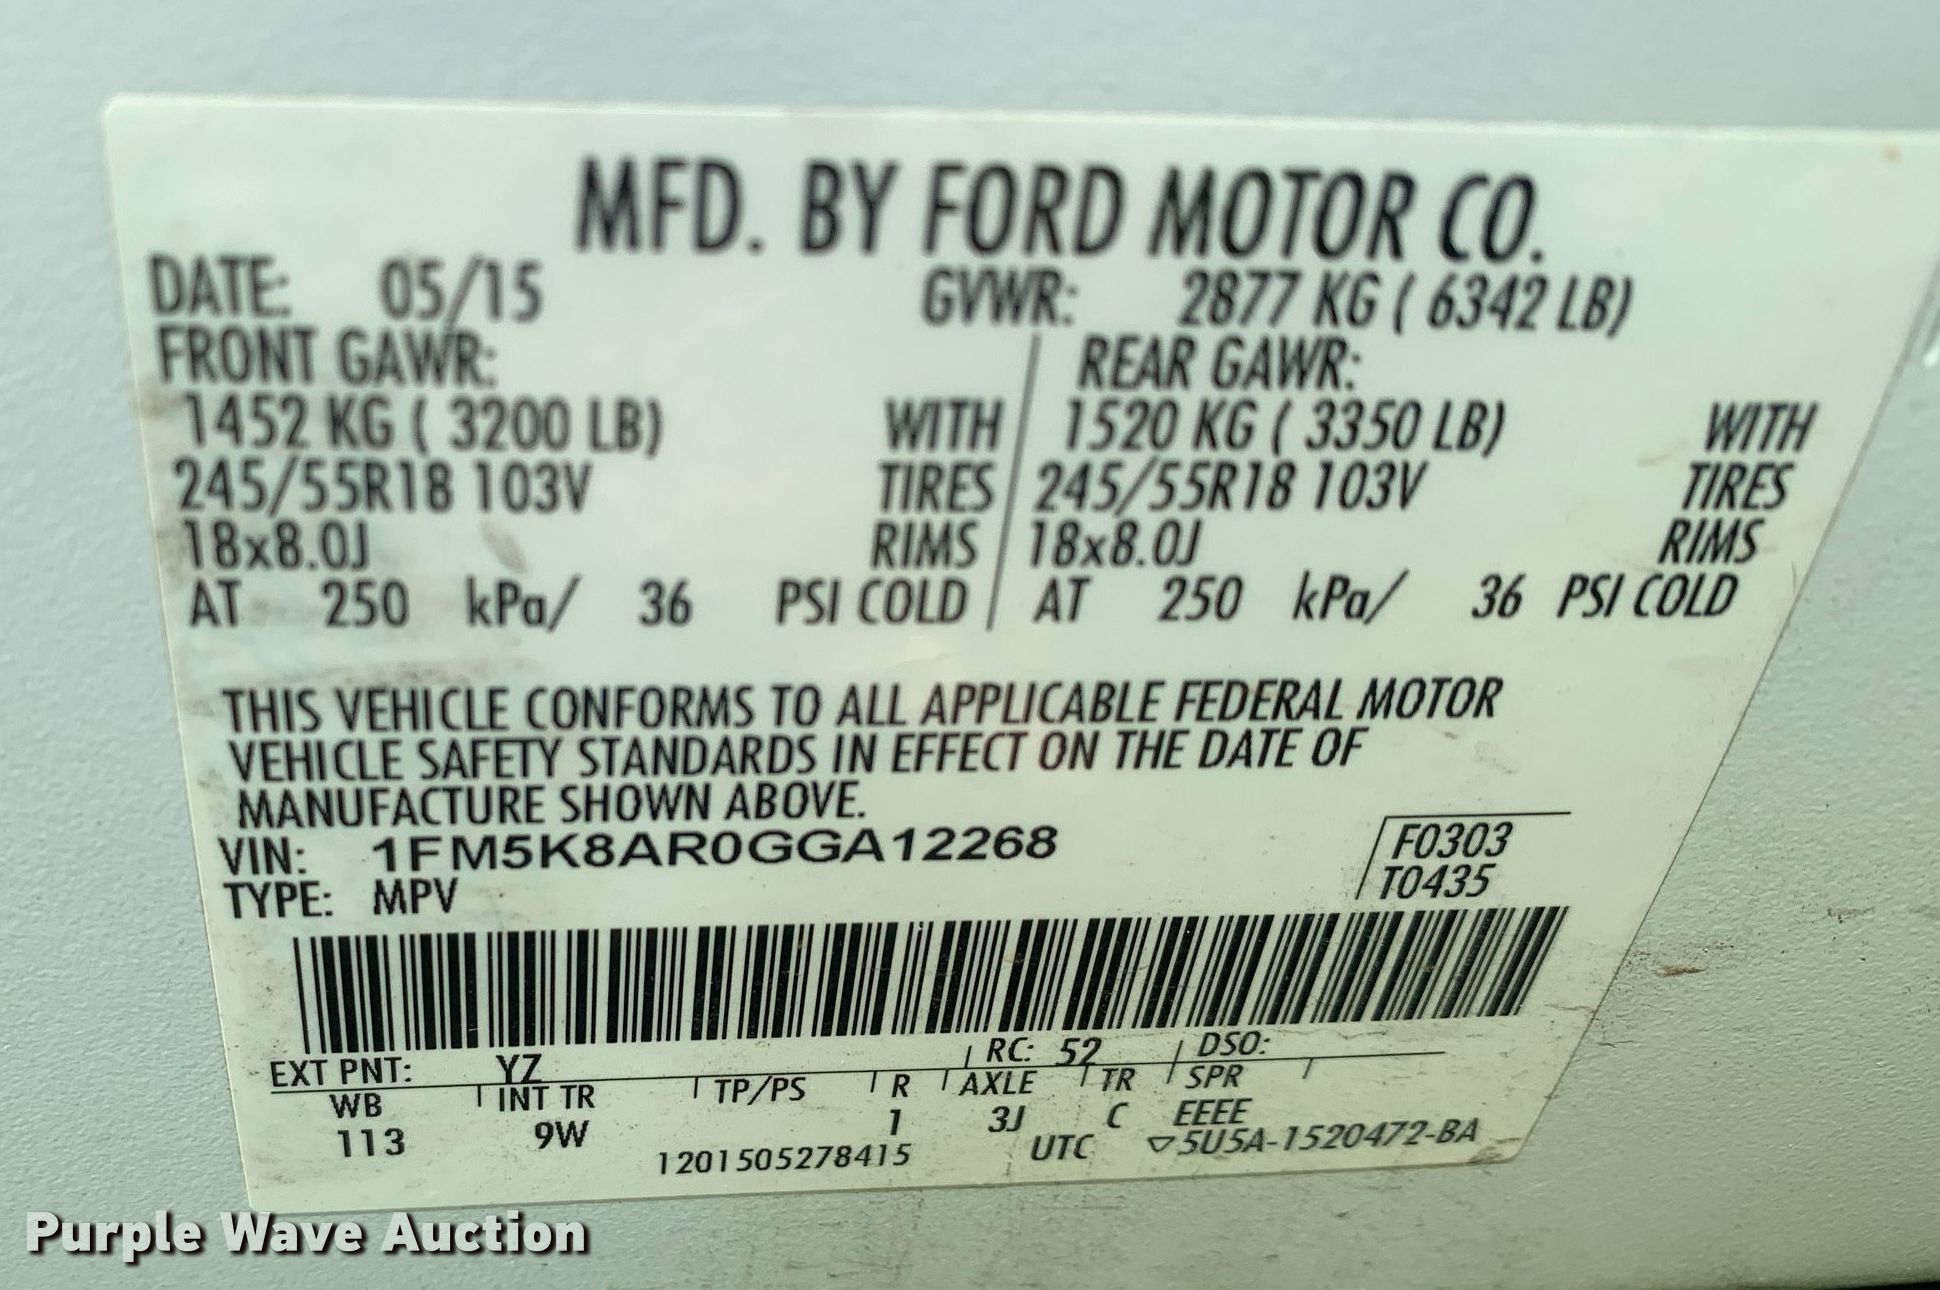 MFD. BY FORD MOTOR CO.
DATE: 05/15 GVWR: 2877 KG ( 6342 LB)
FRONT GAWR: REAR GAWR:
1452 KG ( 3200 LB) WITH 1520 KG ( 3350 LB) WITH
245/55R18 103V TIRES 245/55R18 103V TIRES
18x8.0J RIMS 18x8.0J RIMS
AT 250 kPa/ 36 PSI COLD AT 250 kPa/ 36 PSI COLD
THIS VEHICLE CONFORMS TO ALL APPLICABLE FEDERAL MOTOR
VEHICLE SAFETY STANDARDS IN EFFECT ON THE DATE OF
MANUFACTURE SHOWN ABOVE.
VIN: 1FM5K8AR0GGA12268 F0303
TYPE: MPV T0435
EXT PNT: YZ RC: 52 DSO:
WB INT TR TP/PS R AXLE TR SPR
113 9W 1 3J C EEEE
1201505278415 UTC ▽5U5A-1520472-BA
Purple Wave Auction